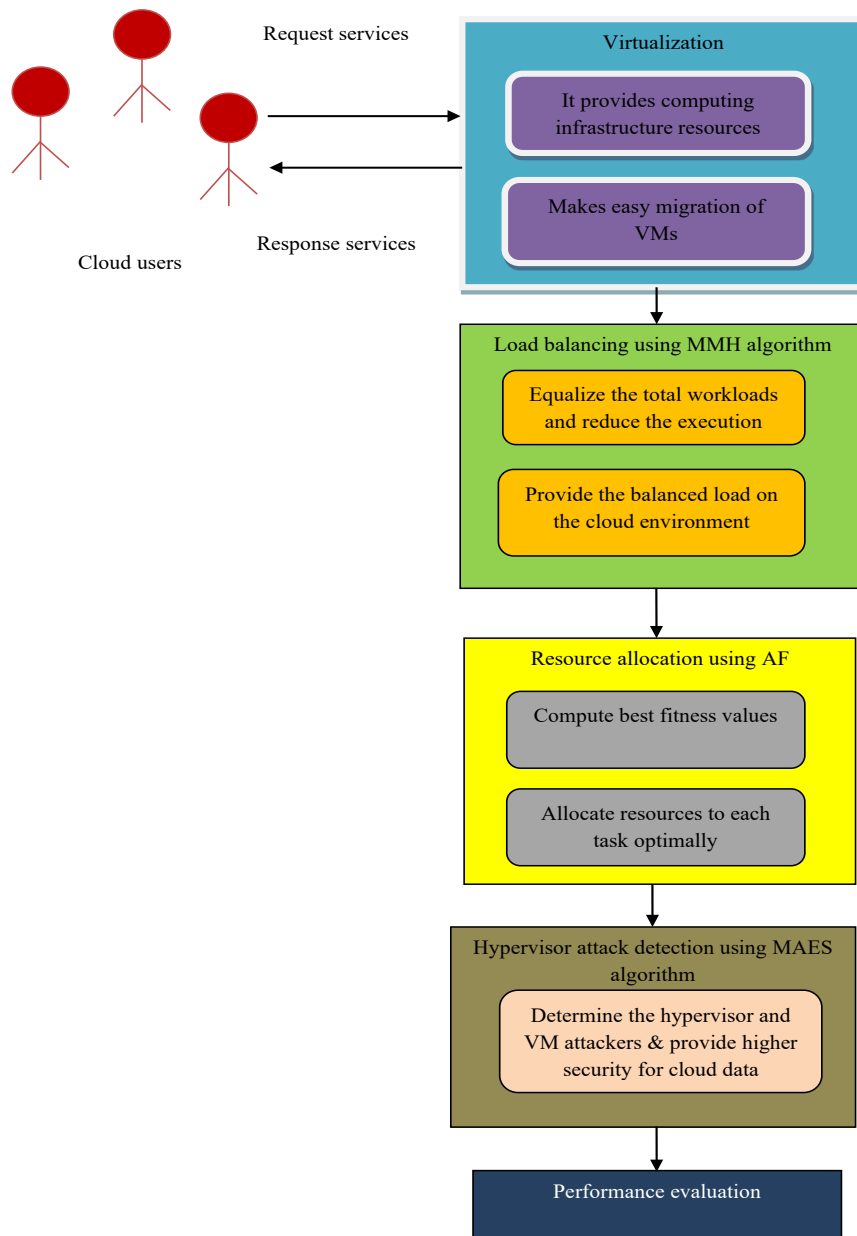 Request services
Response services
Cloud users
Virtualization
It provides computing
infrastructure resources
Makes easy migration of
VMs
Load balancing using MMH algorithm
Equalize the total workloads
and reduce the execution
Provide the balanced load on
the cloud environment
Resource allocation using AF
Compute best fitness values
Allocate resources to each
task optimally
Hypervisor attack detection using MAES
algorithm
Determine the hypervisor and
VM attackers & provide higher
security for cloud data
Performance evaluation